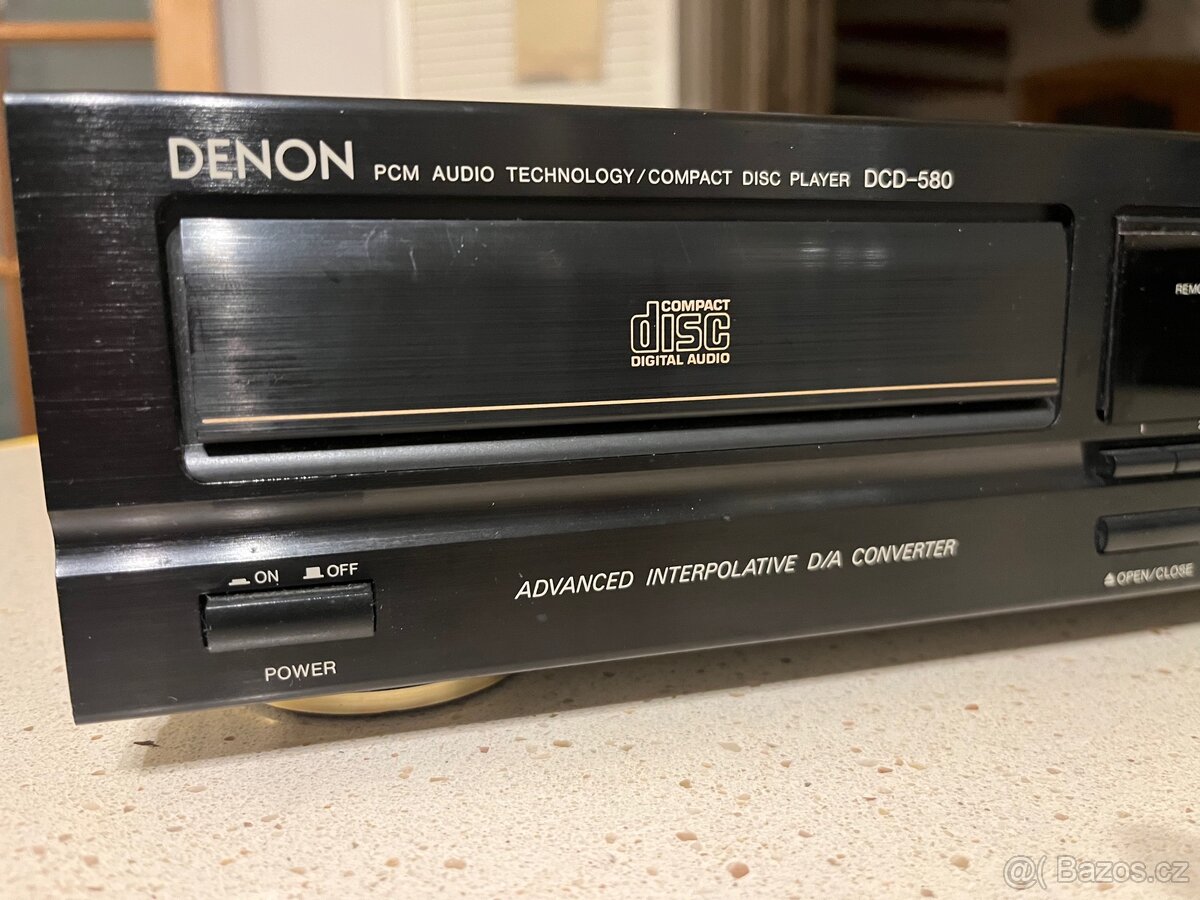 DENON PCM AUDIO TECHNOLOGY/COMPACT DISC PLAYER DCD-580
REMO
COMPACT
disc
DIGITAL AUDIO
ADVANCED INTERPOLATIVE D/A CONVERTER
ON OFF
OPEN/CLOSE
POWER
@( Bazos.cz